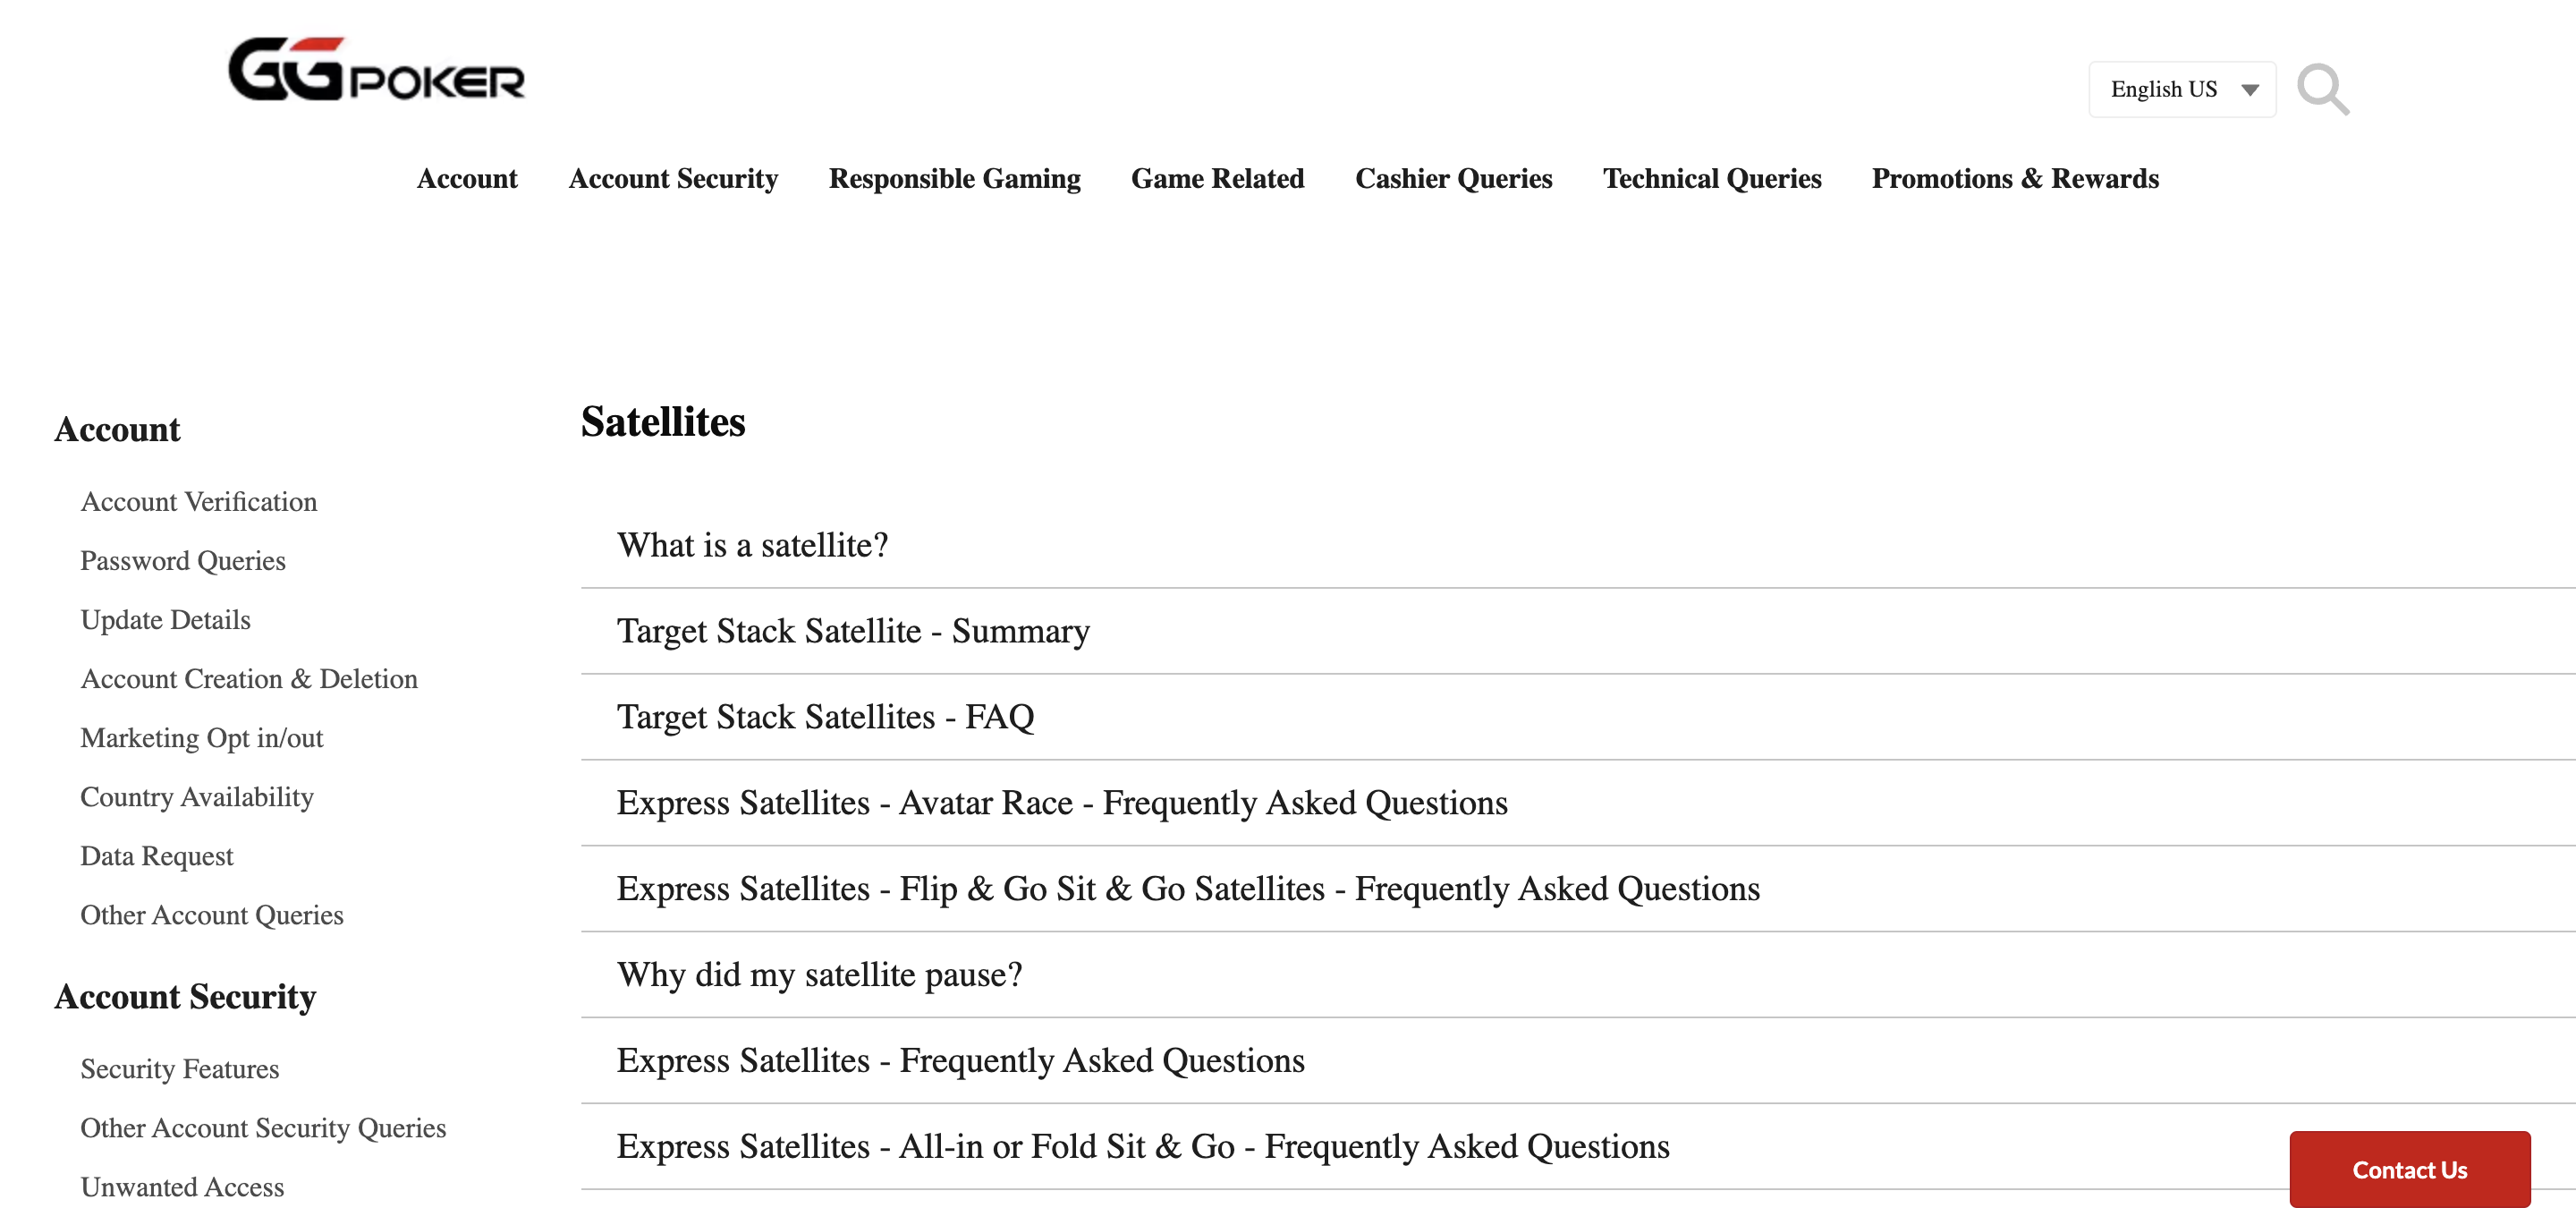 GGPOKER
English US
Account Account Security Responsible Gaming Game Related Cashier Queries Technical Queries Promotions & Rewards
Account
Account Verification
Password Queries
Update Details
Account Creation & Deletion
Marketing Opt in/out
Country Availability
Data Request
Other Account Queries
Account Security
Security Features
Other Account Security Queries
Unwanted Access
Satellites
What is a satellite?
Target Stack Satellite - Summary
Target Stack Satellites - FAQ
Express Satellites - Avatar Race - Frequently Asked Questions
Express Satellites - Flip & Go Sit & Go Satellites - Frequently Asked Questions
Why did my satellite pause?
Express Satellites - Frequently Asked Questions
Express Satellites - All-in or Fold Sit & Go - Frequently Asked Questions
Contact Us